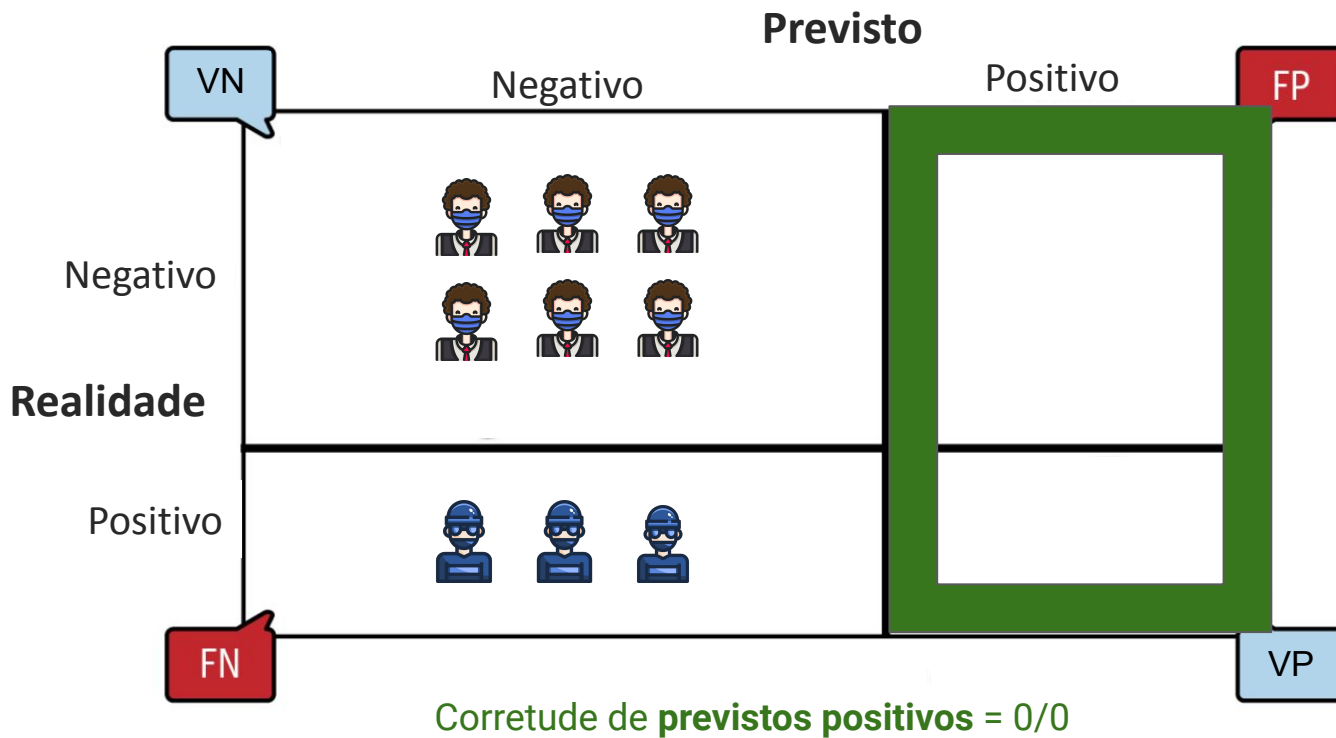 Previsto
VN
Negativo
Positivo
FP
Negativo
Realidade
Positivo
FN
VP
Corretude de previstos positivos = 0/0